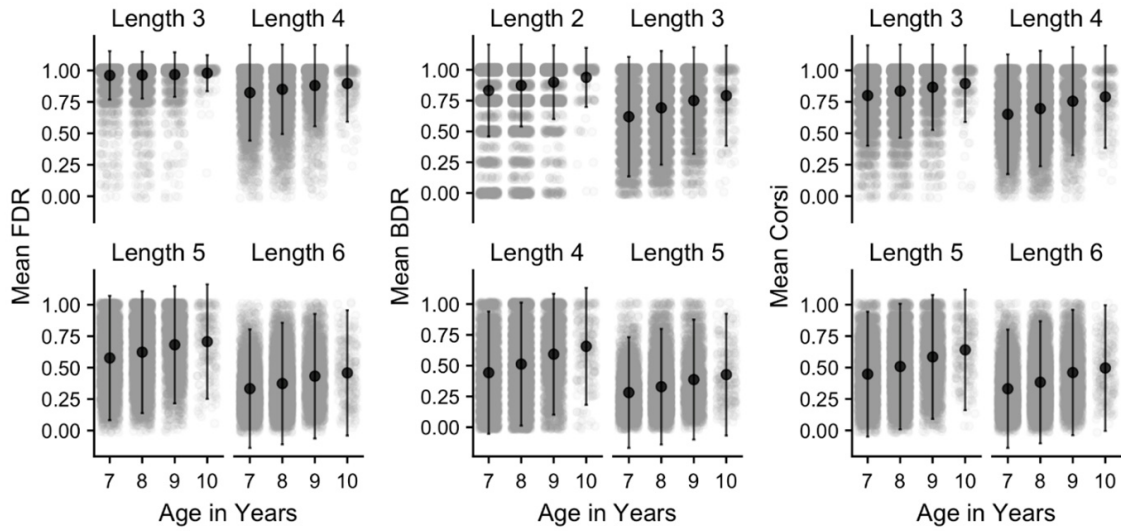 Length 3 Length 4
1.00
0.75
0.50
0.25
0.00
Length 5 Length 6
1.00
0.75
0.50
0.25
0.00
7 8 9 10 7 8 9 10
Age in Years
Mean FDR
Length 2 Length 3
1.00
0.75
0.50
0.25
0.00
Length 4 Length 5
1.00
0.75
0.50
0.25
0.00
7 8 9 10 7 8 9 10
Age in Years
Mean BDR
Length 3 Length 4
1.00
0.75
0.50
0.25
0.00
Length 5 Length 6
1.00
0.75
0.50
0.25
0.00
7 8 9 10 7 8 9 10
Age in Years
Mean Corsi